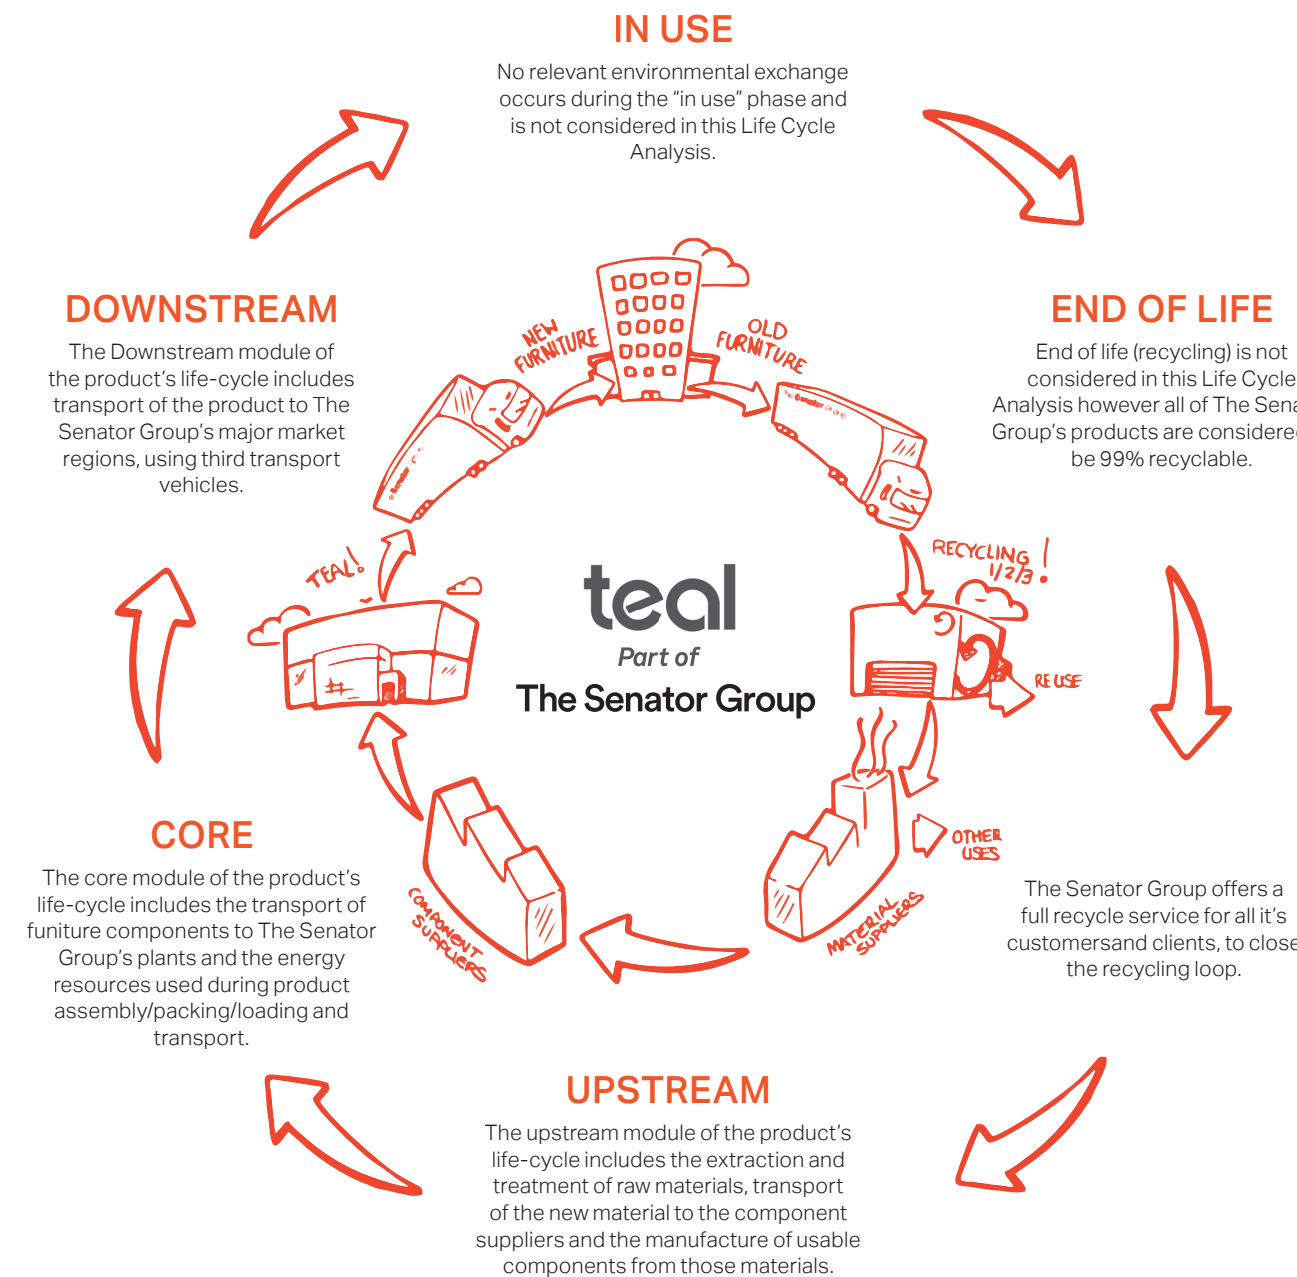 IN USE
No relevant environmental exchange
occurs during the “in use” phase and
is not considered in this Life Cycle
Analysis.
DOWNSTREAM
The Downstream module of
the product’s life-cycle includes
transport of the product to The
Senator Group’s major market
regions, using third transport
vehicles.
END OF LIFE
End of life (recycling) is not
considered in this Life Cycle
Analysis however all of The
Group’s products are
be 99% recyclable.
NEW
FURNITURE
OLD
FURNITURE
Senator
Senator
TEAL!
RECYCLING
1/2/3!
RE USE
teal
Part of
The Senator Group
CORE
The core module of the product’s
life-cycle includes the transport of
funiture components to The Senator
Group’s plants and the energy
resources used during product
assembly/packing/loading and
transport.
COMPONENT
SUPPLIERS
MATERIAL
SUPPLIERS
OTHER
USES
The Senator Group offers a
full recycle service for all it’s
customersand clients, to close
the recycling loop.
UPSTREAM
The upstream module of the product’s
life-cycle includes the extraction and
treatment of raw materials, transport
of the new material to the component
suppliers and the manufacture of usable
components from those materials.